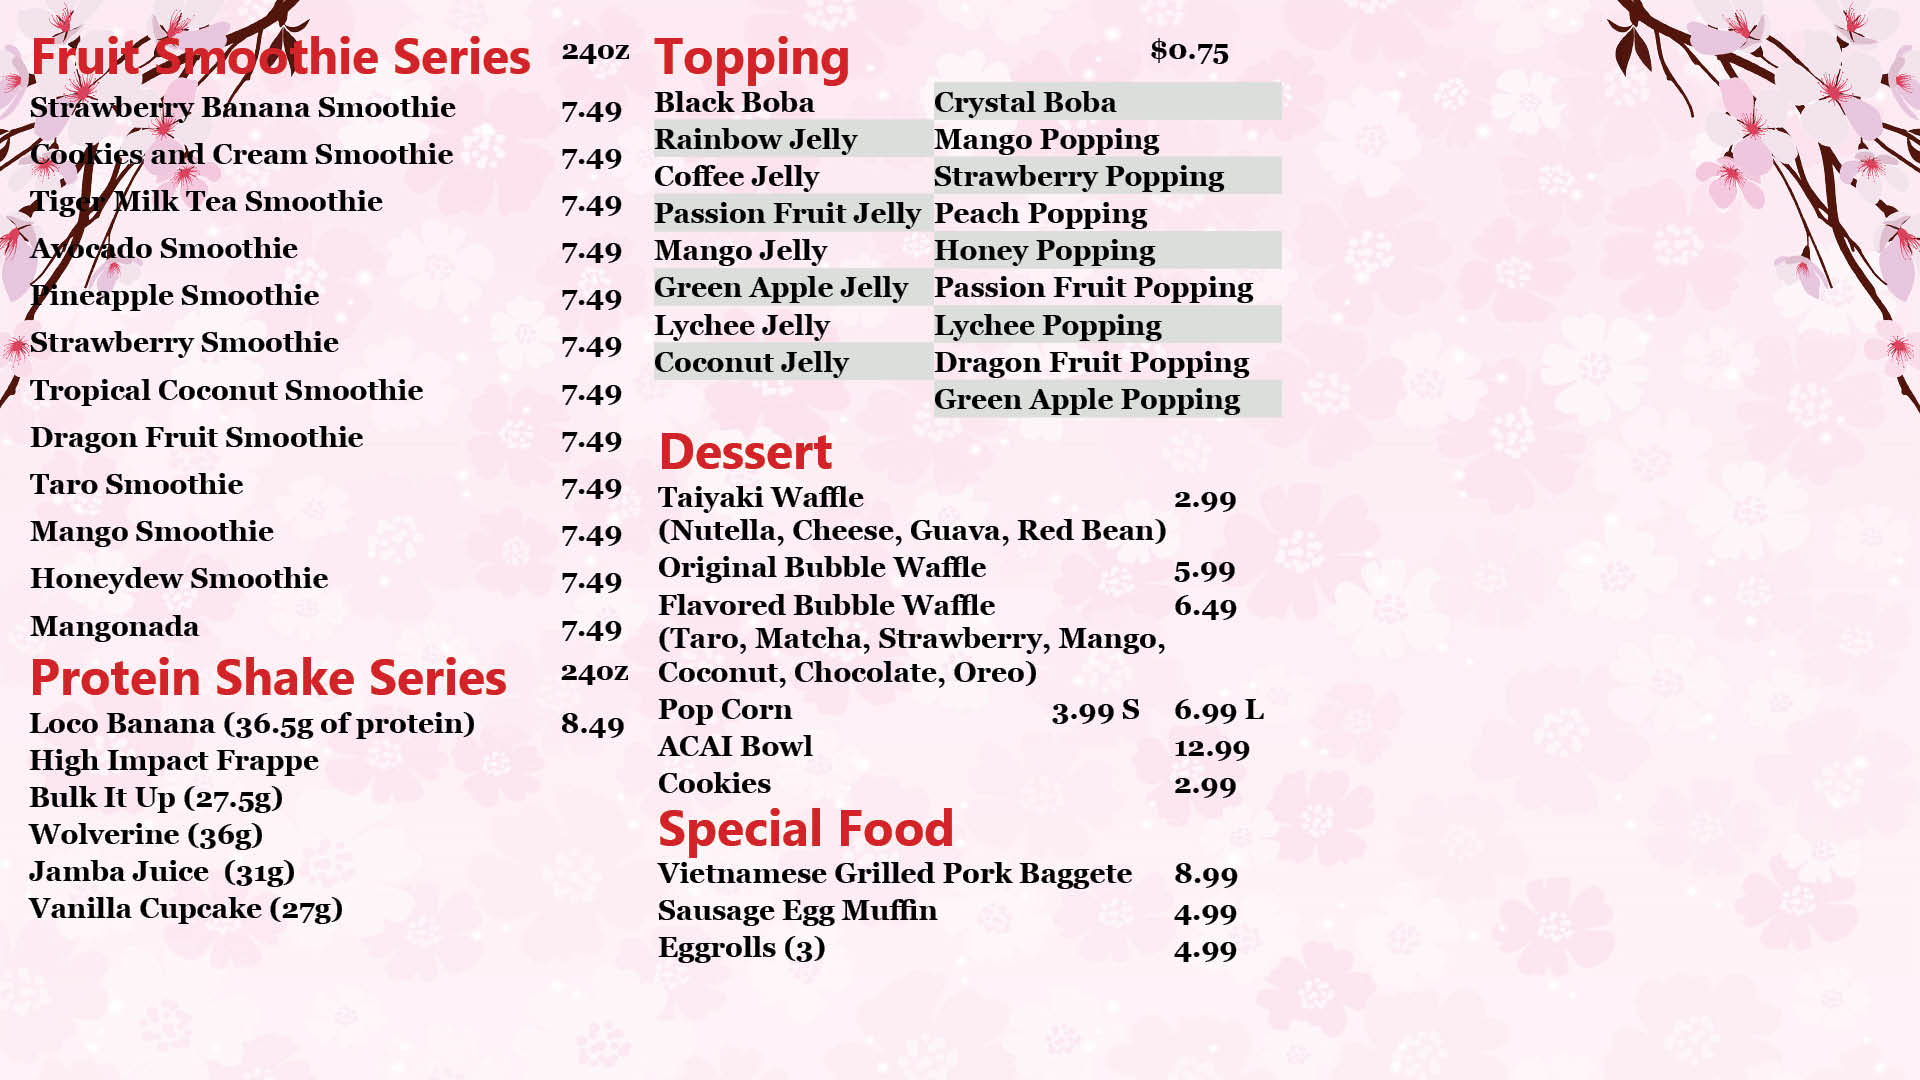 Fruit Smoothie Series 24oz
Strawberry Banana Smoothie 7.49
Cookies and Cream Smoothie 7.49
Tiger Milk Tea Smoothie 7.49
Avocado Smoothie 7.49
Pineapple Smoothie 7.49
Strawberry Smoothie 7.49
Tropical Coconut Smoothie 7.49
Dragon Fruit Smoothie 7.49
Taro Smoothie 7.49
Mango Smoothie 7.49
Honeydew Smoothie 7.49
Mangonada 7.49
Protein Shake Series 24oz
Loco Banana (36.5g of protein) 8.49
High Impact Frappe
Bulk It Up (27.5g)
Wolverine (36g)
Jamba Juice (31g)
Vanilla Cupcake (27g)
Topping $0.75
Black Boba Crystal Boba
Rainbow Jelly Mango Popping
Coffee Jelly Strawberry Popping
Passion Fruit Jelly Peach Popping
Mango Jelly Honey Popping
Green Apple Jelly Passion Fruit Popping
Lychee Jelly Lychee Popping
Coconut Jelly Dragon Fruit Popping
Green Apple Popping
Dessert
Taiyaki Waffle 2.99
(Nutella, Cheese, Guava, Red Bean)
Original Bubble Waffle 5.99
Flavored Bubble Waffle 6.49
(Taro, Matcha, Strawberry, Mango,
Coconut, Chocolate, Oreo)
Pop Corn 3.99 S 6.99 L
ACAI Bowl 12.99
Cookies 2.99
Special Food
Vietnamese Grilled Pork Baggete 8.99
Sausage Egg Muffin 4.99
Eggrolls (3) 4.99